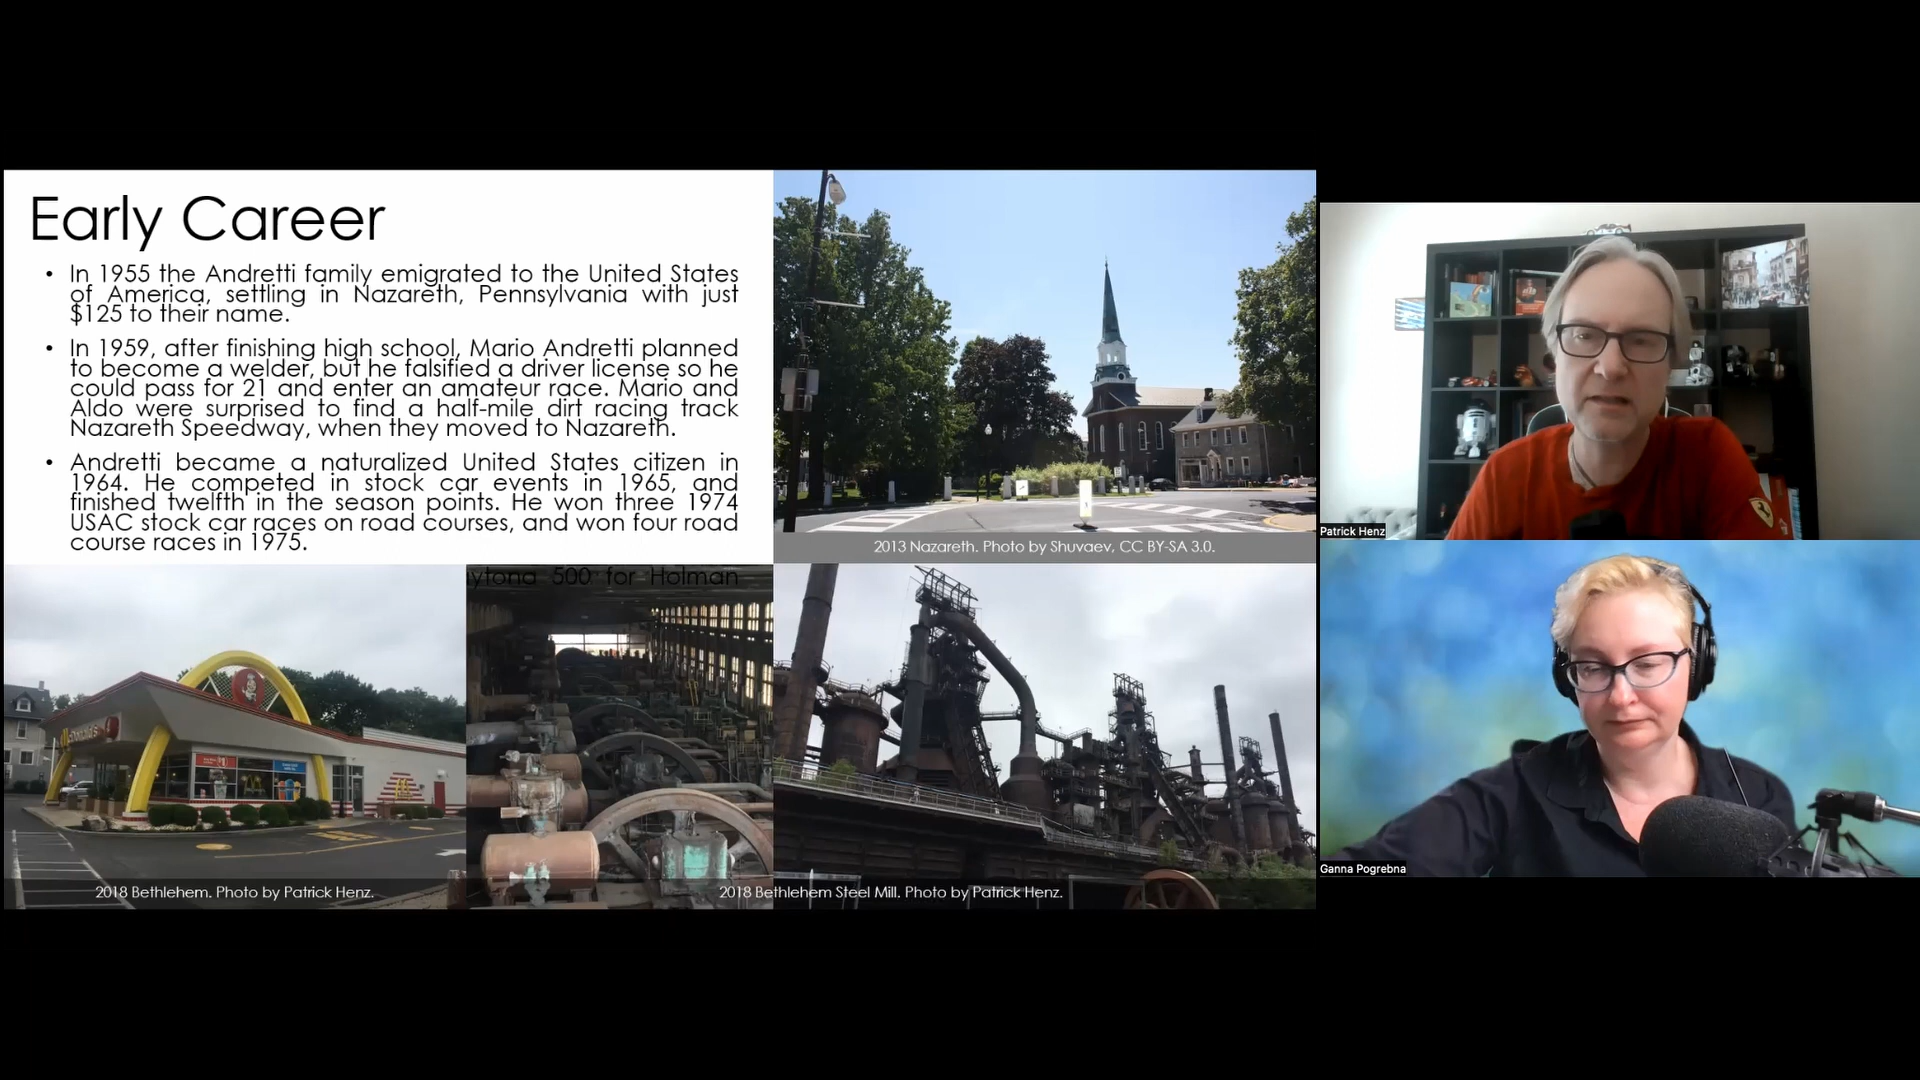 Early Career
• In 1955 the Andretti family emigrated to the United States
of America, settling in Nazareth, Pennsylvania with just
$125 to their name.
• In 1959, after finishing high school, Mario Andretti planned
to become a welder, but he falsified a driver license so he
could pass for 21 and enter an amateur race. Mario and
Aldo were surprised to find a half-mile dirt racing track
Nazareth Speedway, when they moved to Nazareth.
• Andretti became a naturalized United States citizen in
1964. He competed in stock car events in 1965, and
finished twelfth in the season points. He won three 1974
USAC stock car races on road courses, and won four road
course races in 1975.
ytona 500 for Holman
2013 Nazareth. Photo by Shuvaev, CC BY-SA 3.0.
McDonald's
2018 Bethlehem. Photo by Patrick Henz.
2018 Bethlehem Steel Mill. Photo by Patrick Henz.
Patrick Henz
Ganna Pogrebna